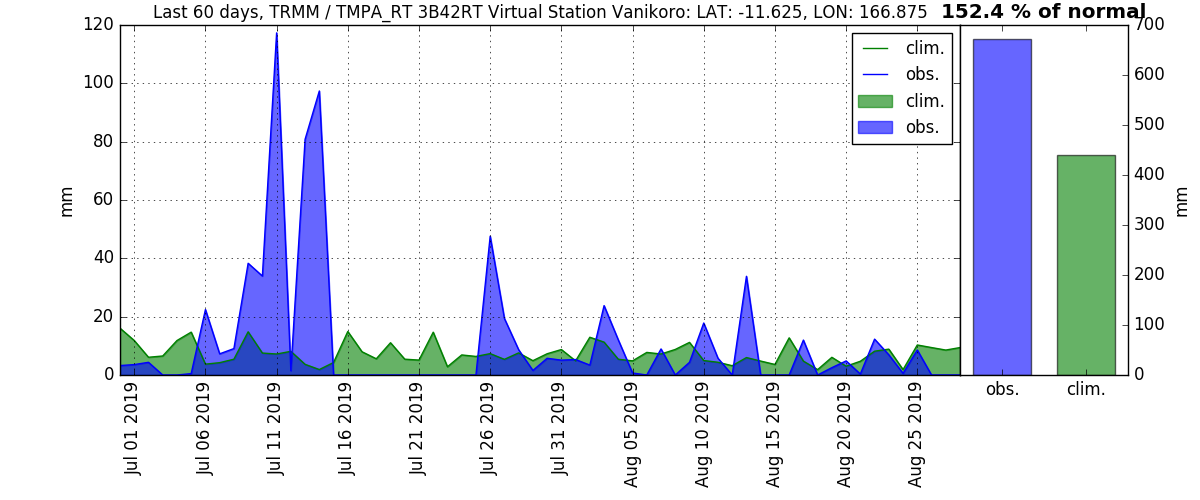 Last 60 days, TRMM / TMPA_RT 3B42RT Virtual Station Vanikoro: LAT: -11.625, LON: 166.875
152.4 % of normal
120
100
80
60
40
20
0
mm
clim.
obs.
clim.
obs.
700
600
500
400
300
200
100
0
mm
obs.
clim.
Jul 01 2019
Jul 06 2019
Jul 11 2019
Jul 16 2019
Jul 21 2019
Jul 26 2019
Jul 31 2019
Aug 05 2019
Aug 10 2019
Aug 15 2019
Aug 20 2019
Aug 25 2019